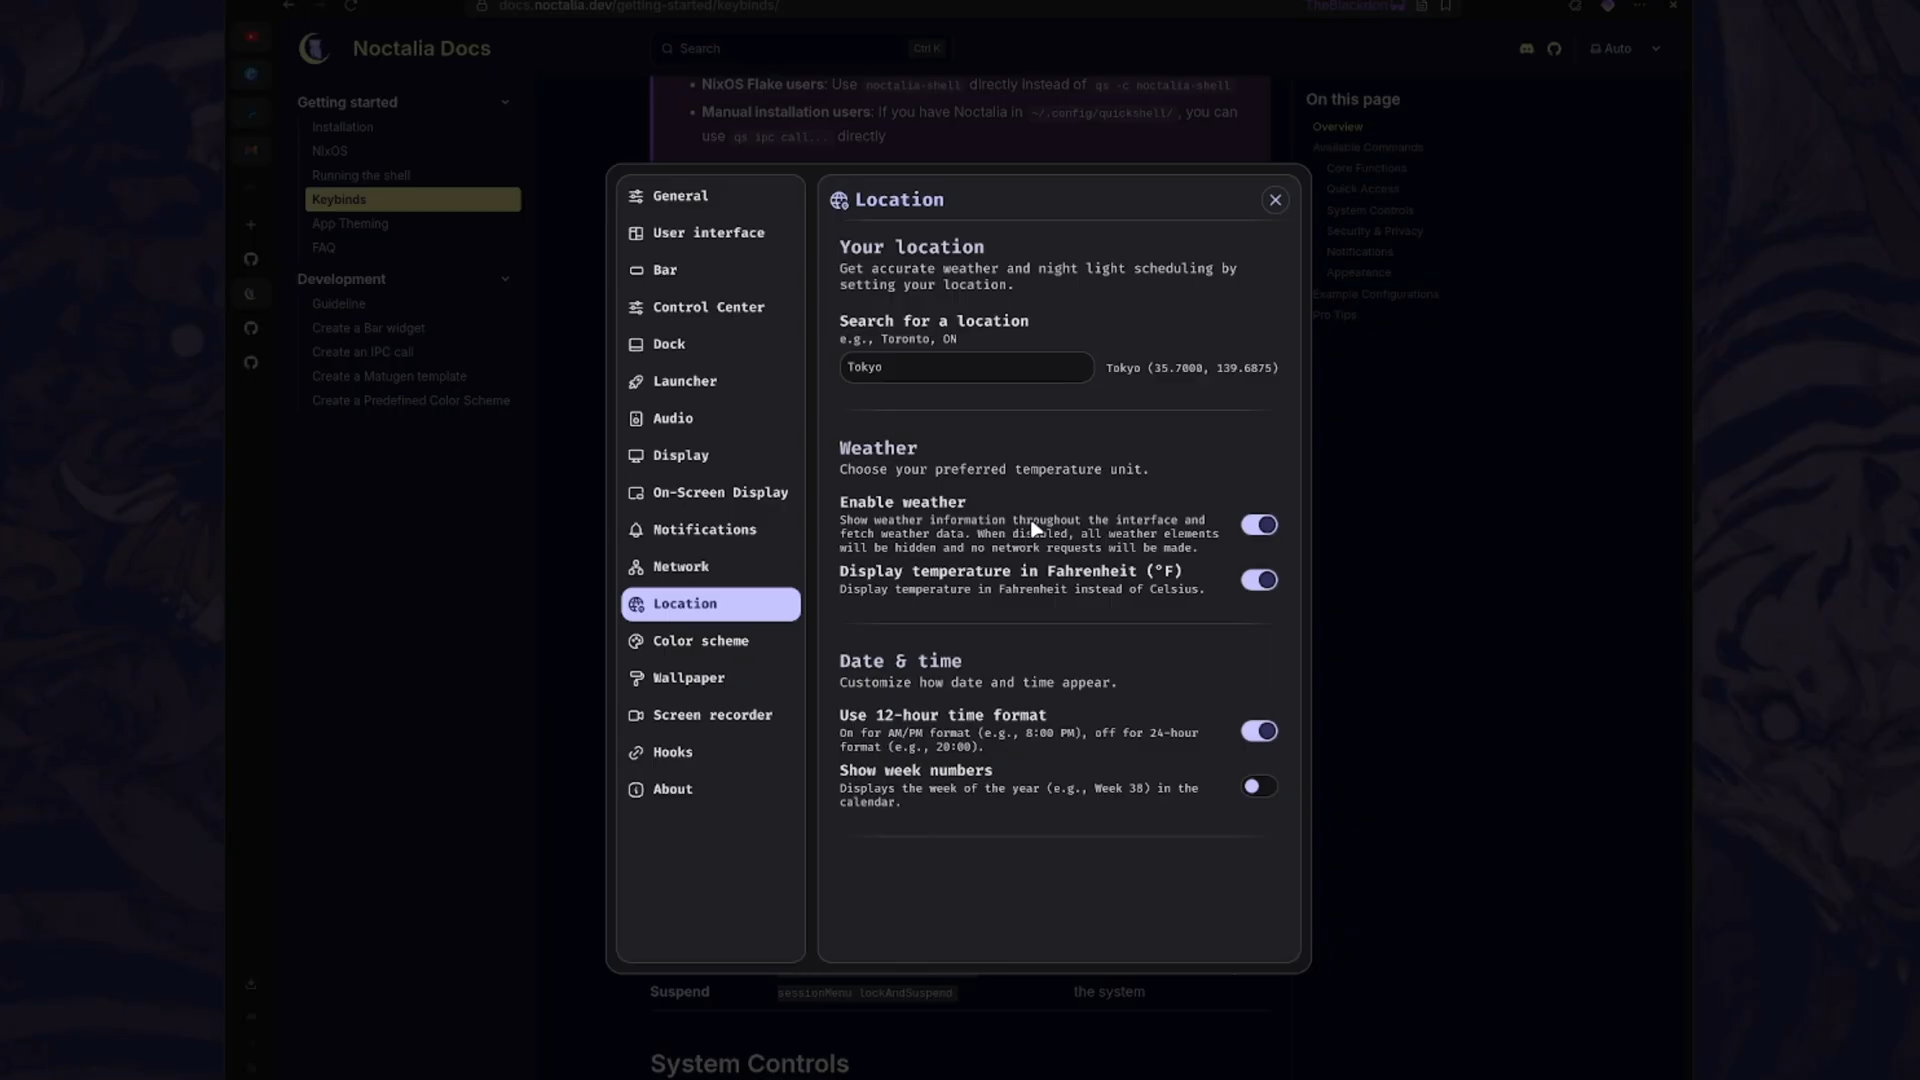 docs.noctalia.dev/getting-started/keybinds/
TheBlackdon
Noctalia Docs
Search
Ctrl K
Auto
Getting started
Installation
NixOS
Running the shell
Keybinds
App Theming
FAQ
Development
Guideline
Create a Bar widget
Create an IPC call
Create a Matugen template
Create a Predefined Color Scheme
NixOS Flake users: Use noctalia-shell directly instead of qs -c noctalia-shell
Manual installation users: If you have Noctalia in ~/.config/quickshell/, you can
use qs ipc call... directly
On this page
Overview
Available Commands
Core Functions
Quick Access
System Controls
Security & Privacy
Notifications
Appearance
Example Configurations
Pro Tips
General
User interface
Bar
Control Center
Dock
Launcher
Audio
Display
On-Screen Display
Notifications
Network
Location
Color scheme
Wallpaper
Screen recorder
Hooks
About
Location
Your location
Get accurate weather and night light scheduling by
setting your location.
Search for a location
e.g., Toronto, ON
Tokyo
Tokyo (35.7000, 139.6875)
Weather
Choose your preferred temperature unit.
Enable weather
Show weather information throughout the interface and
fetch weather data. When disabled, all weather elements
will be hidden and no network requests will be made.
Display temperature in Fahrenheit (°F)
Display temperature in Fahrenheit instead of Celsius.
Date & time
Customize how date and time appear.
Use 12-hour time format
On for AM/PM format (e.g., 8:00 PM), off for 24-hour
format (e.g., 20:00).
Show week numbers
Displays the week of the year (e.g., Week 38) in the
calendar.
Suspend
sessionMenu lockAndSuspend
the system
System Controls